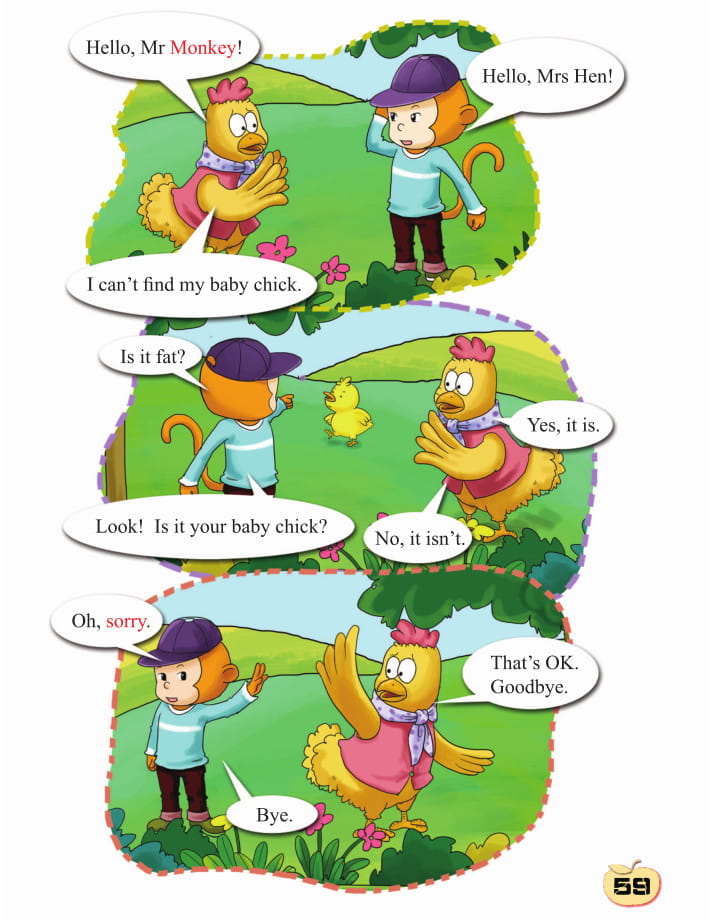 Hello, Mr Monkey!
Hello, Mrs Hen!
I can't find my baby chick.
Is it fat?
Yes, it is.
Look! Is it your baby chick?
No, it isn't.
Oh, sorry.
That's OK.
Goodbye.
Bye.
59